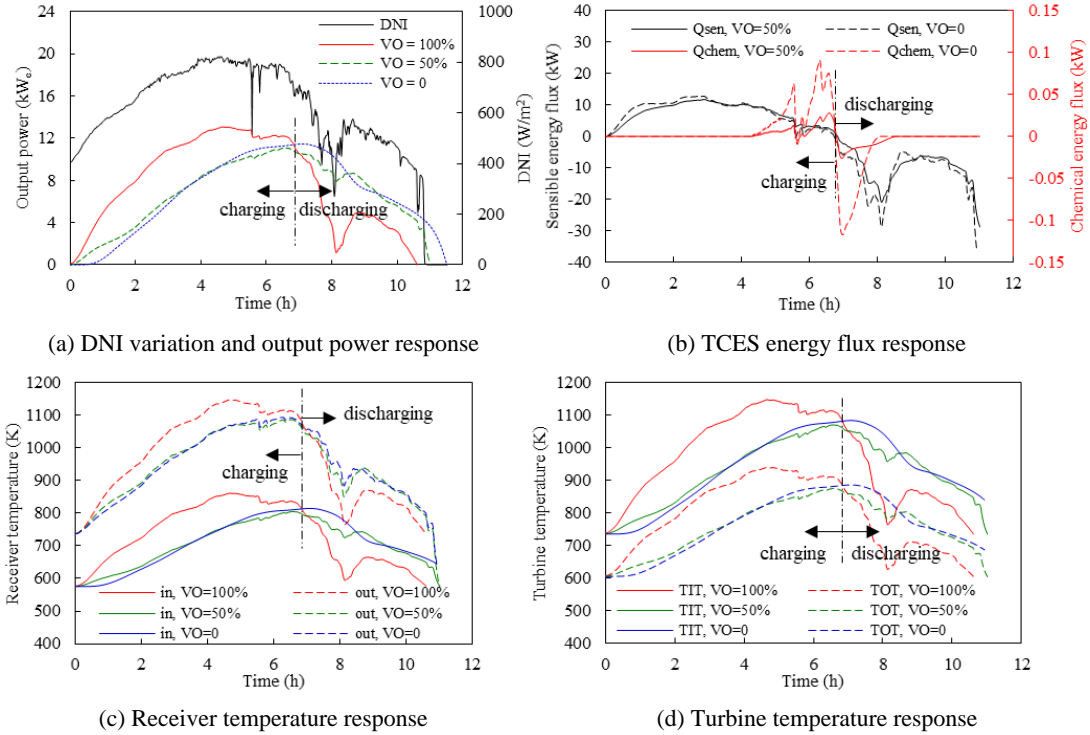 24
20
16
12
8
4
0
Output power (kWe)
1000
800
600
400
200
0
DNI (W/m²)
DNI
VO = 100%
VO = 50%
VO = 0
charging
discharging
0 2 4 6 8 10 12
Time (h)
(a) DNI variation and output power response
40
30
20
10
0
-10
-20
-30
-40
Sensible energy flux (kW)
0.15
0.1
0.05
0
-0.05
-0.1
-0.15
Chemical energy flux (kW)
Qsen, VO=50% Qsen, VO=0
Qchem, VO=50% Qchem, VO=0
discharging
charging
0 2 4 6 8 10 12
Time (h)
(b) TCES energy flux response
1200
1100
1000
900
800
700
600
500
400
Receiver temperature (K)
discharging
charging
in, VO=100% out, VO=100%
in, VO=50% out, VO=50%
in, VO=0 out, VO=0
0 2 4 6 8 10 12
Time (h)
(c) Receiver temperature response
1200
1100
1000
900
800
700
600
500
400
Turbine temperature (K)
charging discharging
TIT, VO=100% TOT, VO=100%
TIT, VO=50% TOT, VO=50%
TIT, VO=0 TOT, VO=0
0 2 4 6 8 10 12
Time (h)
(d) Turbine temperature response